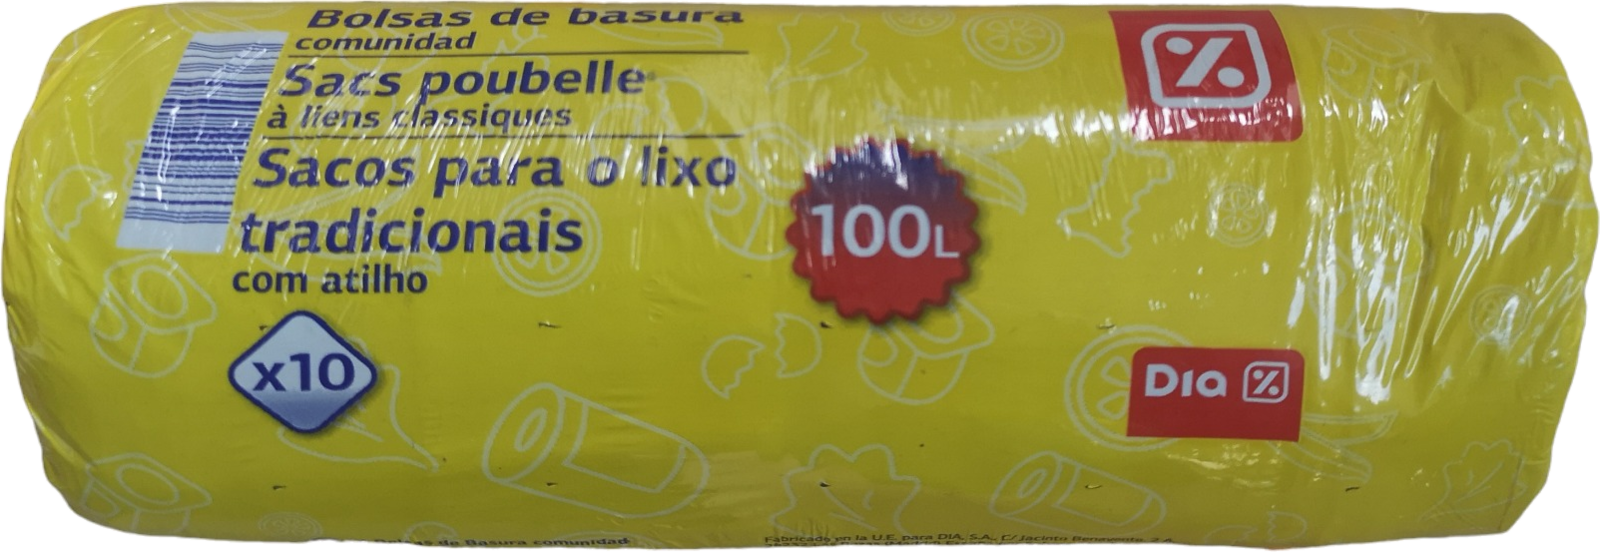 Bolsas de basura
comunidad
Sacs poubelle
à liens classiques
Sacos para o lixo
tradicionais
com atilho
x10
100L
%
Dia %
Bolsas de Basura comunidad
Fabricado en la U.E. para DIA, S.A., C/ Jacinto Benavente, 2-A